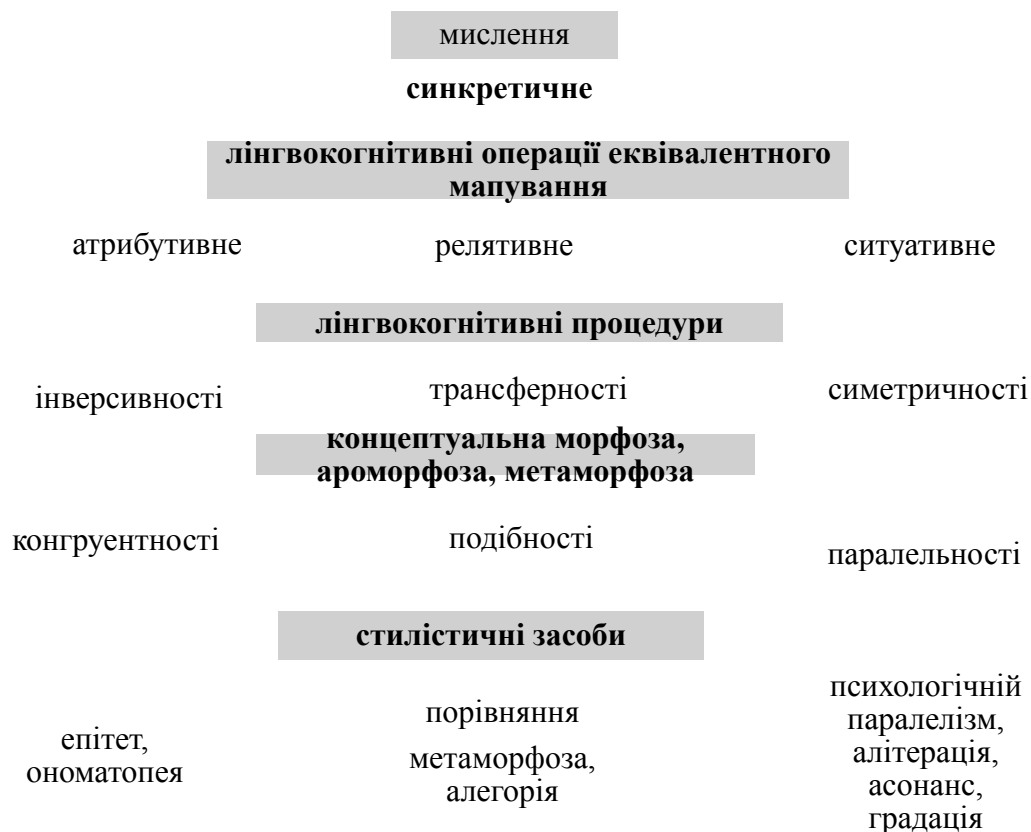 мислення
синкретичне
лінгвокогнітивні операції еквівалентного
мапування
атрибутивне
релятивне
ситуативне
лінгвокогнітивні процедури
інверсивності
трансферності
симетричності
концептуальна морфоза,
ароморфоза, метаморфоза
конгруентності
подібності
паралельності
стилістичні засоби
епітет,
ономатопея
порівняння
метаморфоза,
алегорія
психологічній
паралелізм,
алітерація,
асонанс,
градація